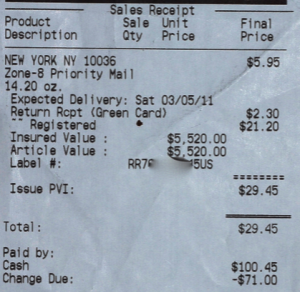 Sales Receipt
Product Sale Unit Final
Description Qty Price Price
NEW YORK NY 10036 $5.95
Zone-8 Priority Mail
14.20 oz.
Expected Delivery: Sat 03/05/11
Return Rcpt (Green Card) $2.30
Registered $21.20
Insured Value : $5,520.00
Article Value : $5,520.00
Label #:
========
Issue PVI: $29.45
Total: $29.45
Paid by:
Cash $100.45
Change Due: -$71.00